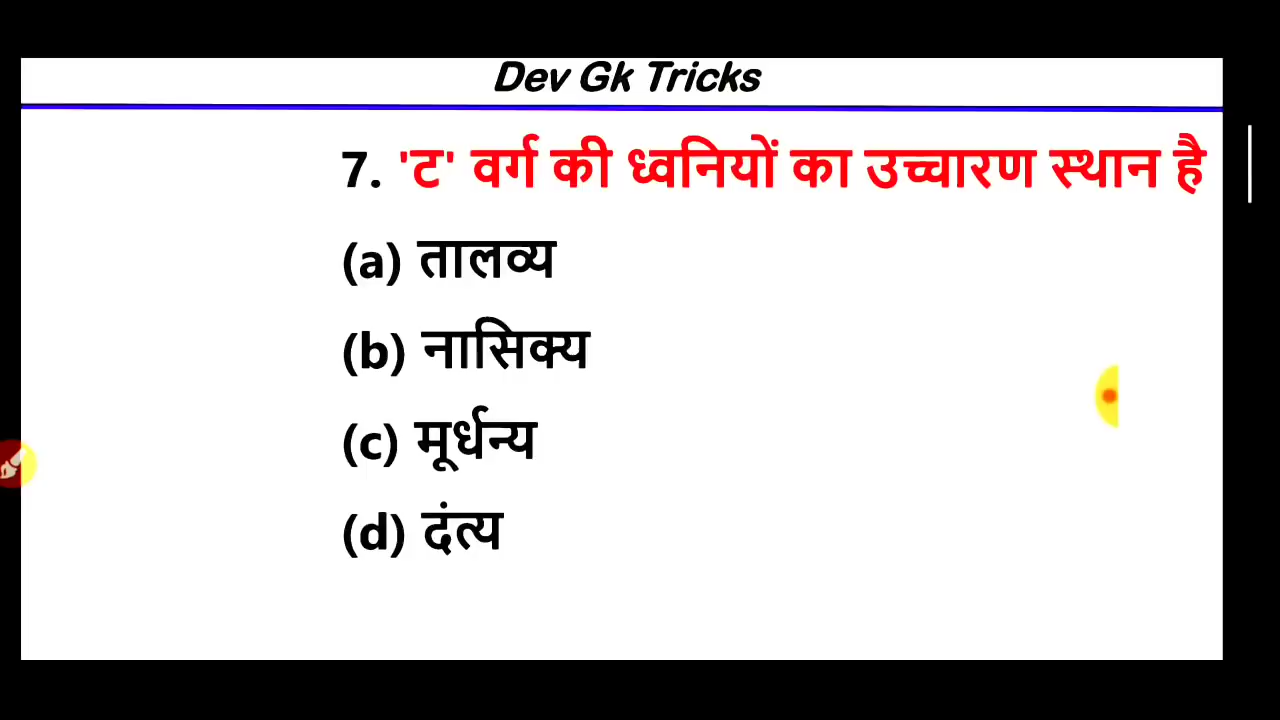 Dev Gk Tricks
7. 'ट' वर्ग की ध्वनियों का उच्चारण स्थान है
(a) तालव्य
(b) नासिक्य
(c) मूर्धन्य
(d) दंत्य